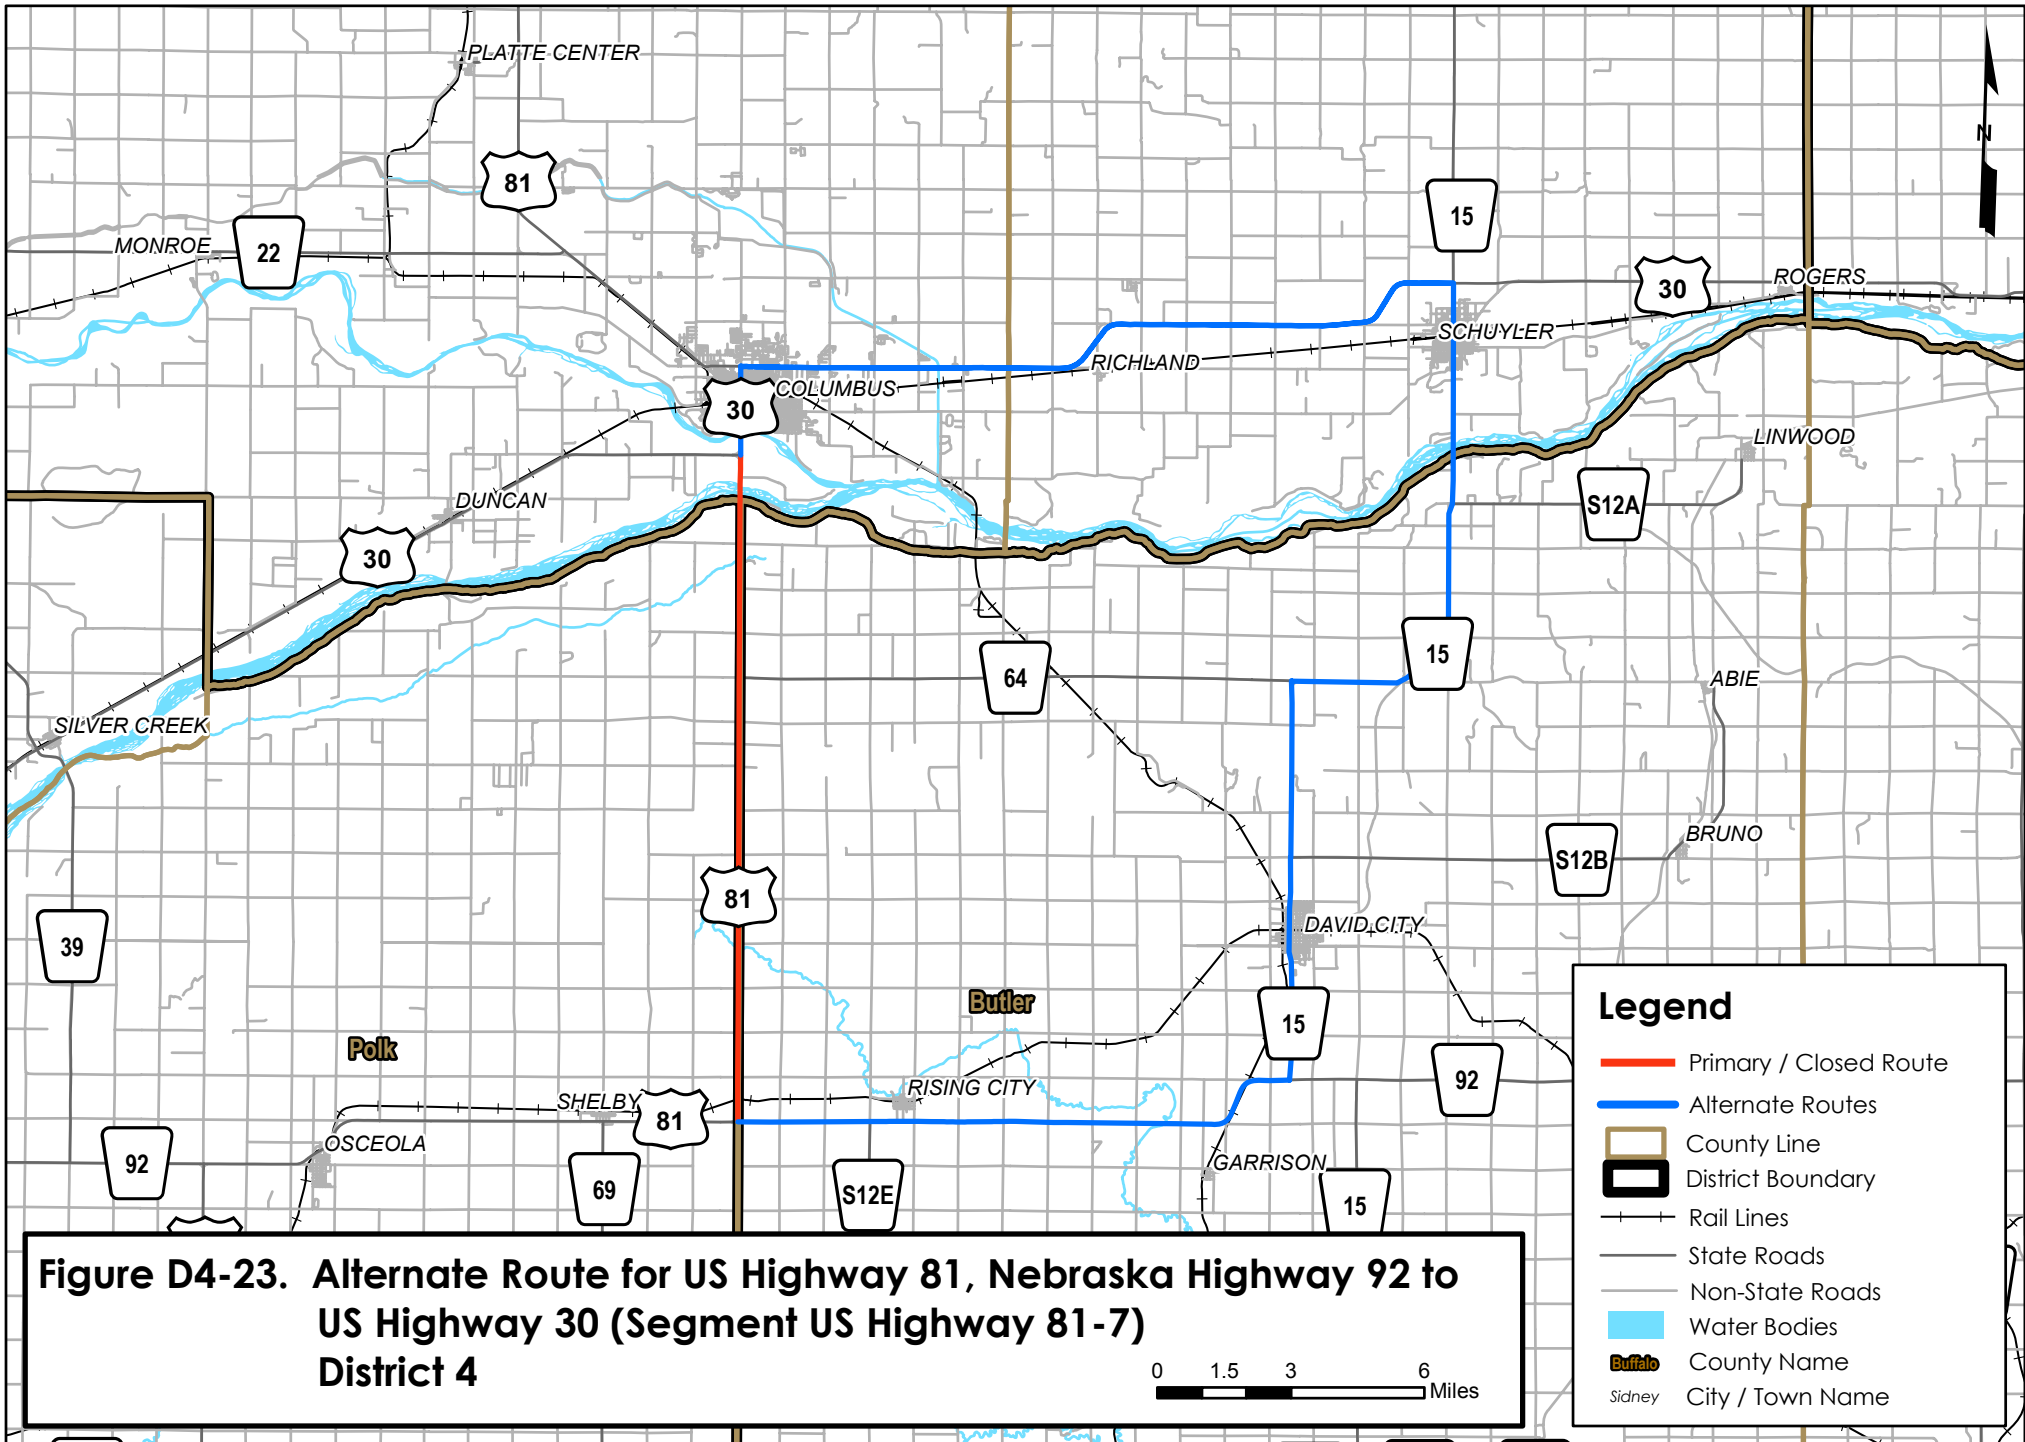 PLATTE CENTER
81
15
N
MONROE
22
30
ROGERS
SCHUYLER
RICHLAND
COLUMBUS
30
LINWOOD
DUNCAN
S12A
30
15
64
ABIE
SILVER CREEK
BRUNO
S12B
81
39
DAVID CITY
Butler
15
Polk
92
RISING CITY
SHELBY
81
OSCEOLA
92
69
S12E
GARRISON
15
Legend
Primary / Closed Route
Alternate Routes
County Line
District Boundary
Rail Lines
State Roads
Non-State Roads
Water Bodies
Buffalo County Name
Sidney City / Town Name
Figure D4-23. Alternate Route for US Highway 81, Nebraska Highway 92 to
US Highway 30 (Segment US Highway 81-7)
District 4
0 1.5 3 6
Miles